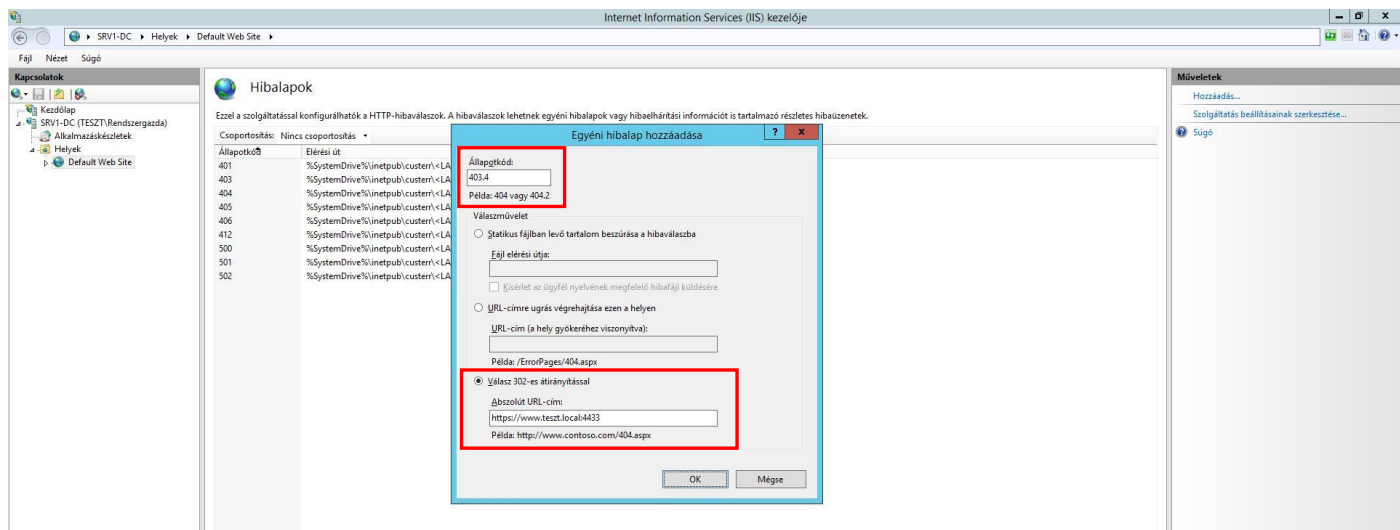 Internet Information Services (IIS) kezelője
SRV1-DC Helyek Default Web Site
Fájl Nézet Súgó
Kapcsolatok
Kezdőlap
SRV1-DC (TESZT\Rendszergazda)
Alkalmazáskészletek
Helyek
Default Web Site
Hibalapok
Ezzel a szolgáltatással konfigurálhatók a HTTP-hibaválaszok. A hibaválaszok lehetnek egyéni hibalapok vagy hibaelhárítási információt is tartalmazó részletes hibaüzenetek.
Csoportosítás: Nincs csoportosítás
Állapotkód Elérési út
401 %SystemDrive%\inetpub\custerr\<LA
403 %SystemDrive%\inetpub\custerr\<LA
404 %SystemDrive%\inetpub\custerr\<LA
405 %SystemDrive%\inetpub\custerr\<LA
406 %SystemDrive%\inetpub\custerr\<LA
412 %SystemDrive%\inetpub\custerr\<LA
500 %SystemDrive%\inetpub\custerr\<LA
501 %SystemDrive%\inetpub\custerr\<LA
502 %SystemDrive%\inetpub\custerr\<LA
Egyéni hibalap hozzáadása
Állapotkód:
403.4
Példa: 404 vagy 404.2
Válaszművelet
Statikus fájlban levő tartalom beszúrása a hibaválaszba
Fájl elérési útja:
Kísérlet az ügyfél nyelvének megfelelő hibafájl küldésére
URL-címre ugrás végrehajtása ezen a helyen
URL-cím (a hely gyökeréhez viszonyítva):
Példa: /ErrorPages/404.aspx
Válasz 302-es átirányítással
Abszolút URL-cím:
https://www.teszt.local:4433
Példa: http://www.contoso.com/404.aspx
OK Mégse
Műveletek
Hozzáadás...
Szolgáltatás beállításainak szerkesztése...
Súgó